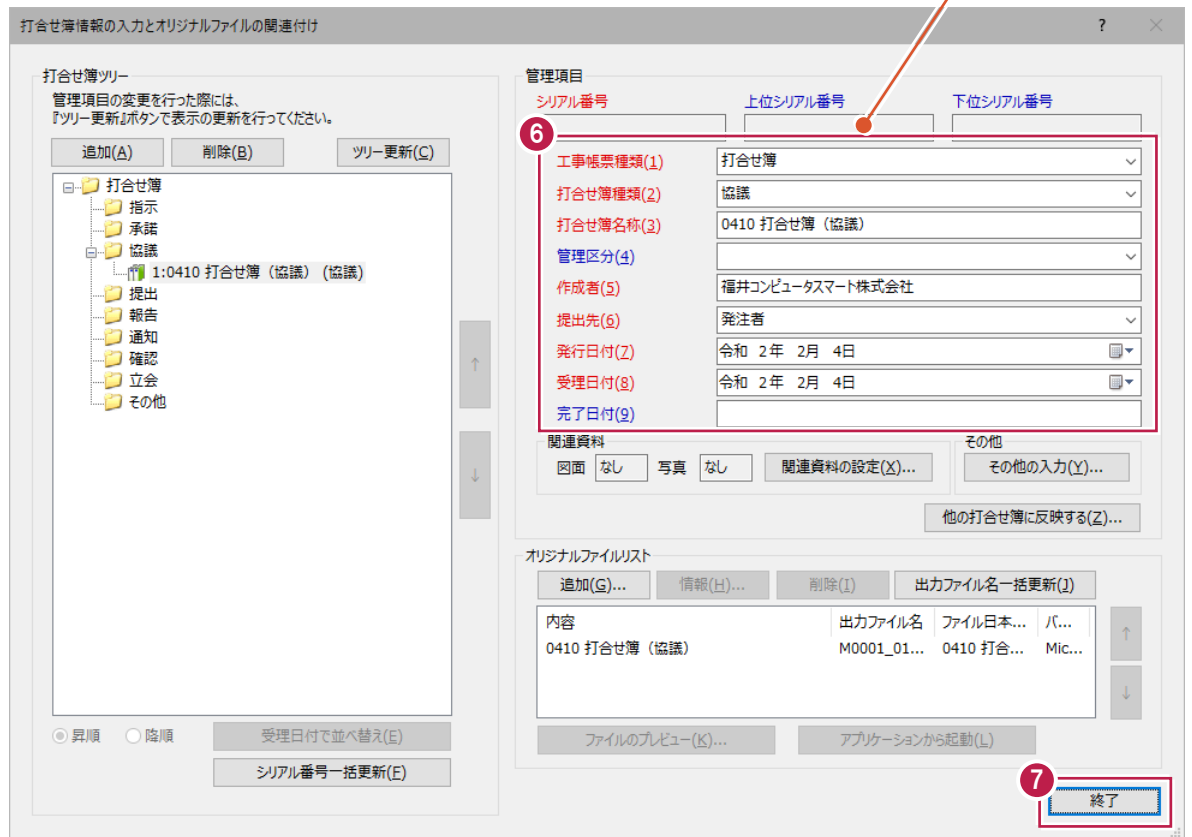 打合せ簿情報の入力とオリジナルファイルの関連付け
?
打合せ簿ツリー
管理項目の変更を行った際には、
『ツリー更新』ボタンで表示の更新を行ってください。
追加(A) 削除(B) ツリー更新(C)
打合せ簿
指示
承諾
協議
1:0410 打合せ簿（協議） (協議)
提出
報告
通知
確認
立会
その他
↑
↓
昇順 降順 受理日付で並べ替え(E)
シリアル番号一括更新(F)
管理項目
シリアル番号 上位シリアル番号 下位シリアル番号
6
工事帳票種類(1) 打合せ簿
打合せ簿種類(2) 協議
打合せ簿名称(3) 0410 打合せ簿（協議）
管理区分(4)
作成者(5) 福井コンピュータスマート株式会社
提出先(6) 発注者
発行日付(7) 令和 2年 2月 4日
受理日付(8) 令和 2年 2月 4日
完了日付(9)
関連資料 その他
図面 なし 写真 なし 関連資料の設定(X)... その他の入力(Y)...
他の打合せ簿に反映する(Z)...
オリジナルファイルリスト
追加(G)... 情報(H)... 削除(I) 出力ファイル名一括更新(J)
内容 出力ファイル名 ファイル日本... バ...
0410 打合せ簿（協議） M0001_01... 0410 打合... Mic...
↑
↓
ファイルのプレビュー(K)... アプリケーションから起動(L)
7
終了